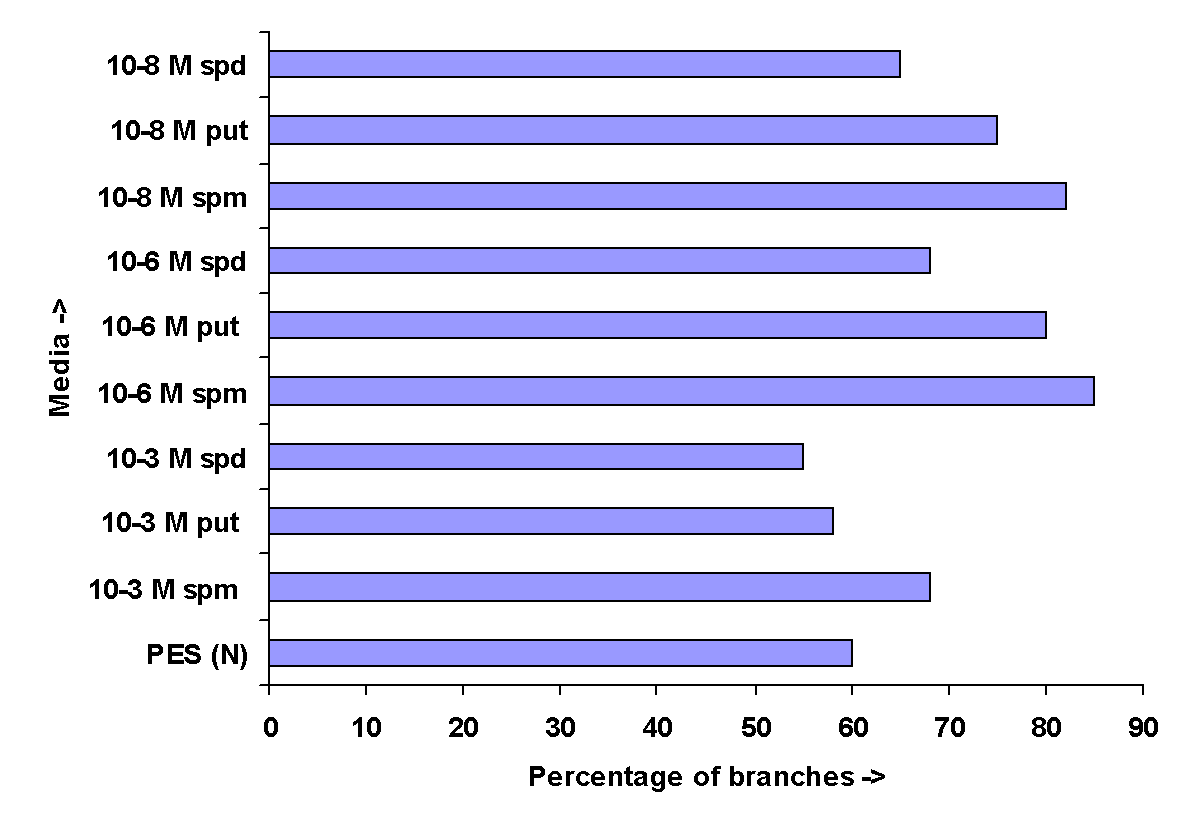 10-8 M spd
10-8 M put
10-8 M spm
10-6 M spd
10-6 M put
10-6 M spm
10-3 M spd
10-3 M put
10-3 M spm
PES (N)
Media ->
0 10 20 30 40 50 60 70 80 90
Percentage of branches ->